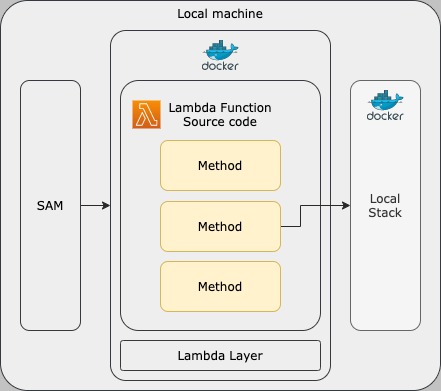 Local machine
docker
docker
Lambda Function
Source code
Method
SAM
Method
Local
Stack
Method
Lambda Layer